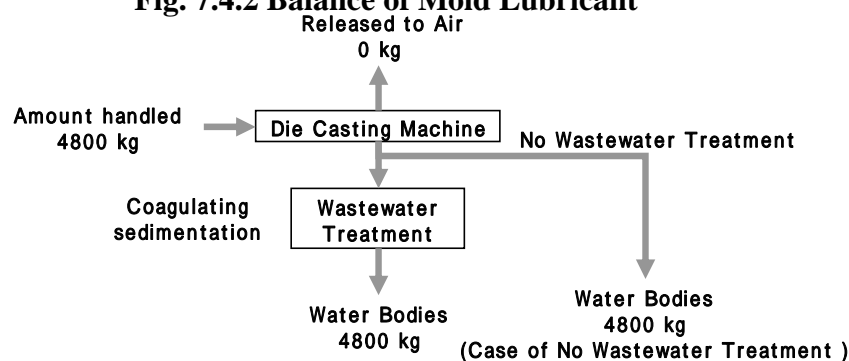 Fig. 7.4.2 Balance of Mold Lubricant
Released to Air
0 kg
Amount handled
4800 kg
Die Casting Machine
No Wastewater Treatment
Coagulating
sedimentation
Wastewater
Treatment
Water Bodies
4800 kg
Water Bodies
4800 kg
(Case of No Wastewater Treatment )